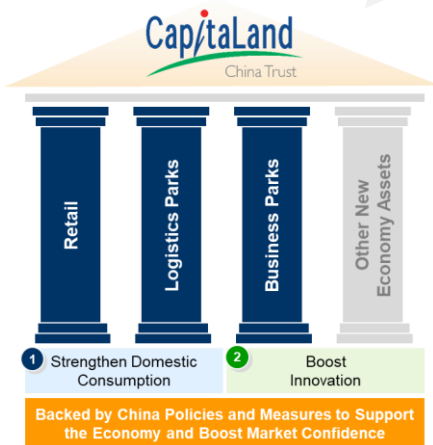 CapitaLand
China Trust
Retail
Logistics Parks
Business Parks
Other New
Economy Assets
1 Strengthen Domestic
Consumption
2 Boost
Innovation
Backed by China Policies and Measures to Support
the Economy and Boost Market Confidence